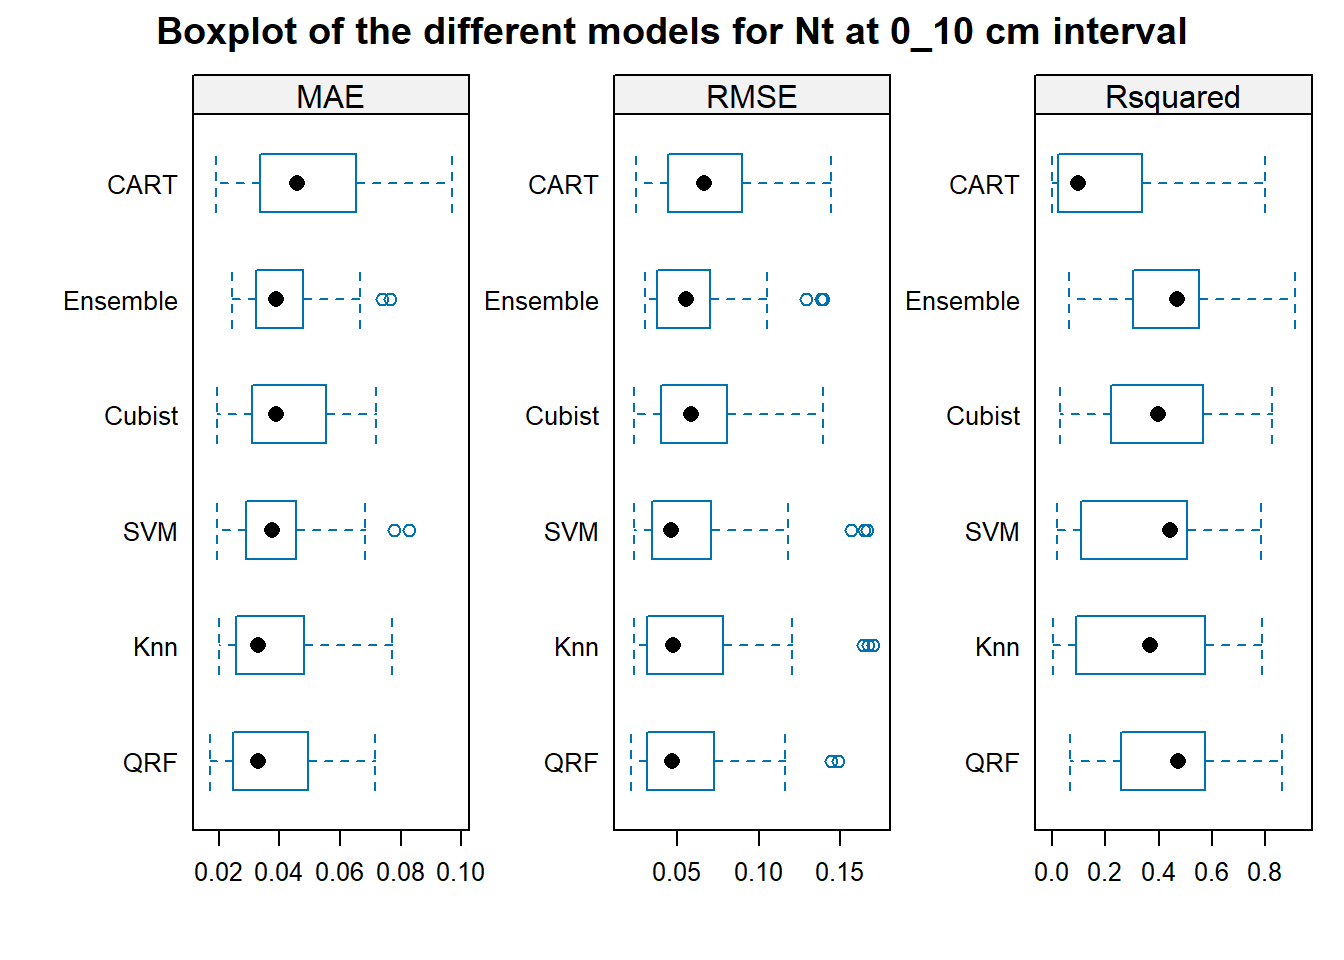 Boxplot of the different models for Nt at 0_10 cm interval
MAE
RMSE
Rsquared
CART
Ensemble
Cubist
SVM
Knn
QRF
CART
Ensemble
Cubist
SVM
Knn
QRF
CART
Ensemble
Cubist
SVM
Knn
QRF
0.02 0.04 0.06 0.08 0.10
0.05 0.10 0.15
0.0 0.2 0.4 0.6 0.8